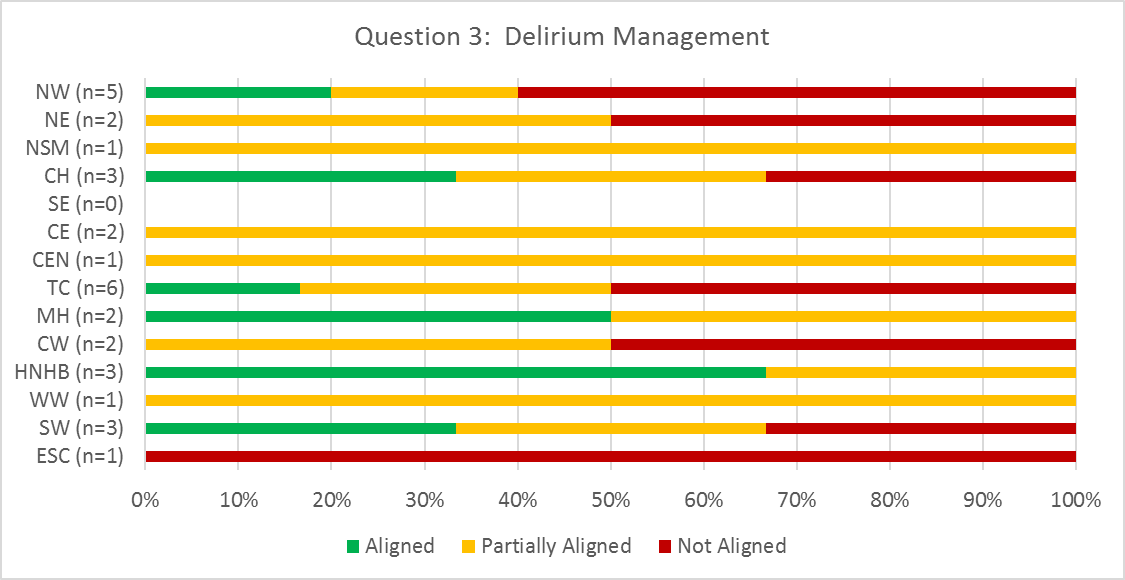 Question 3:  Delirium Management
NW (n=5)
NE (n=2)
NSM (n=1)
CH (n=3)
SE (n=0)
CE (n=2)
CEN (n=1)
TC (n=6)
MH (n=2)
CW (n=2)
HNHB (n=3)
WW (n=1)
SW (n=3)
ESC (n=1)
0% 10% 20% 30% 40% 50% 60% 70% 80% 90% 100%
Aligned Partially Aligned Not Aligned